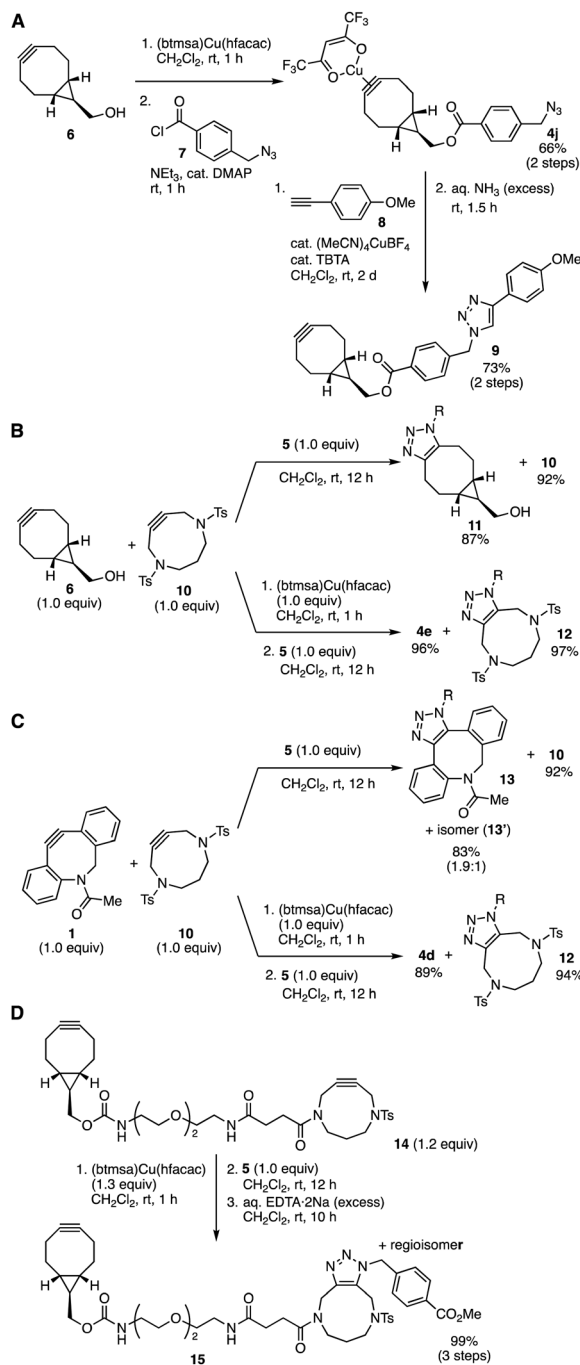 A
1. (btmsa)Cu(hfacac)
CH2Cl2, rt, 1 h
2.
O
Cl
7
N3
NEt3, cat. DMAP
rt, 1 h
H
H
OH
6
CF3
O
F3C
O
Cu
H
H
O
O
N3
4j
66%
(2 steps)
1.
OMe
8
cat. (MeCN)4CuBF4
cat. TBTA
CH2Cl2, rt, 2 d
2. aq. NH3 (excess)
rt, 1.5 h
OMe
N
N
N
H
H
O
O
9
73%
(2 steps)
B
H
H
OH
6
(1.0 equiv)
+
Ts
N
N
Ts
10
(1.0 equiv)
5 (1.0 equiv)
CH2Cl2, rt, 12 h
R
N
N
N
H
H
OH
11
87%
+ 10
92%
1. (btmsa)Cu(hfacac)
(1.0 equiv)
CH2Cl2, rt, 1 h
2. 5 (1.0 equiv)
CH2Cl2, rt, 12 h
4e +
96%
R
N
N
N
Ts
N
N
Ts
12
97%
C
N
O
Me
1
(1.0 equiv)
+
Ts
N
N
Ts
10
(1.0 equiv)
5 (1.0 equiv)
CH2Cl2, rt, 12 h
R
N
N
N
N
O
Me
13
+ 10
92%
+ isomer (13')
83%
(1.9:1)
1. (btmsa)Cu(hfacac)
(1.0 equiv)
CH2Cl2, rt, 1 h
2. 5 (1.0 equiv)
CH2Cl2, rt, 12 h
4d +
89%
R
N
N
N
Ts
N
N
Ts
12
94%
D
H
H
O
O
N
H
O
2
H
N
O
O
N
NTs
14 (1.2 equiv)
1. (btmsa)Cu(hfacac)
(1.3 equiv)
CH2Cl2, rt, 1 h
2. 5 (1.0 equiv)
CH2Cl2, rt, 12 h
3. aq. EDTA·2Na (excess)
CH2Cl2, rt, 10 h
+ regioisomer
N
N
N
CO2Me
H
H
O
O
N
H
O
2
H
N
O
O
N
NTs
15
99%
(3 steps)